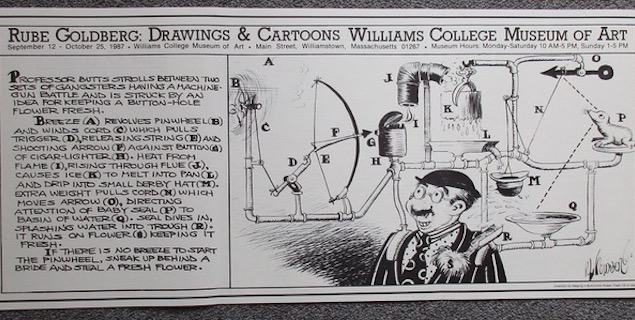 RUBE GOLDBERG: DRAWINGS & CARTOONS WILLIAMS COLLEGE MUSEUM OF ART
September 12 - October 25, 1987 • Williams College Museum of Art • Main Street, Williamstown, Massachusetts 01267 • Museum Hours: Monday-Saturday 10 AM-5 PM, Sunday 1-5 PM
PROFESSOR BUTTS STROLLS BETWEEN TWO
SETS OF GANGSTERS HAVING A MACHINE-
GUN BATTLE AND IS STRUCK BY AN
IDEA FOR KEEPING A BUTTON-HOLE
FLOWER FRESH.
BREEZE (A) REVOLVES PINWHEEL (B)
AND WINDS CORD (C) WHICH PULLS
TRIGGER (D), RELEASING STRING (E) AND
SHOOTING ARROW (F) AGAINST BUTTON (G)
OF CIGAR-LIGHTER (H). HEAT FROM
FLAME (I), RISING THROUGH FLUE (J),
CAUSES ICE (K) TO MELT INTO PAN (L)
AND DRIP INTO SMALL DERBY HAT (M).
EXTRA WEIGHT PULLS CORD (N) WHICH
MOVES ARROW (O), DIRECTING
ATTENTION OF BABY SEAL (P) TO
BASIN OF WATER (Q). SEAL DIVES IN,
SPLASHING WATER INTO TROUGH (R).
IT RUNS ON FLOWER (S) KEEPING IT
FRESH.
IF THERE IS NO BREEZE TO START
THE PINWHEEL, SNEAK UP BEHIND A
BRIDE AND STEAL A FRESH FLOWER.
A
B
C
D
E
F
G
H
I
J
K
L
M
N
O
P
Q
R